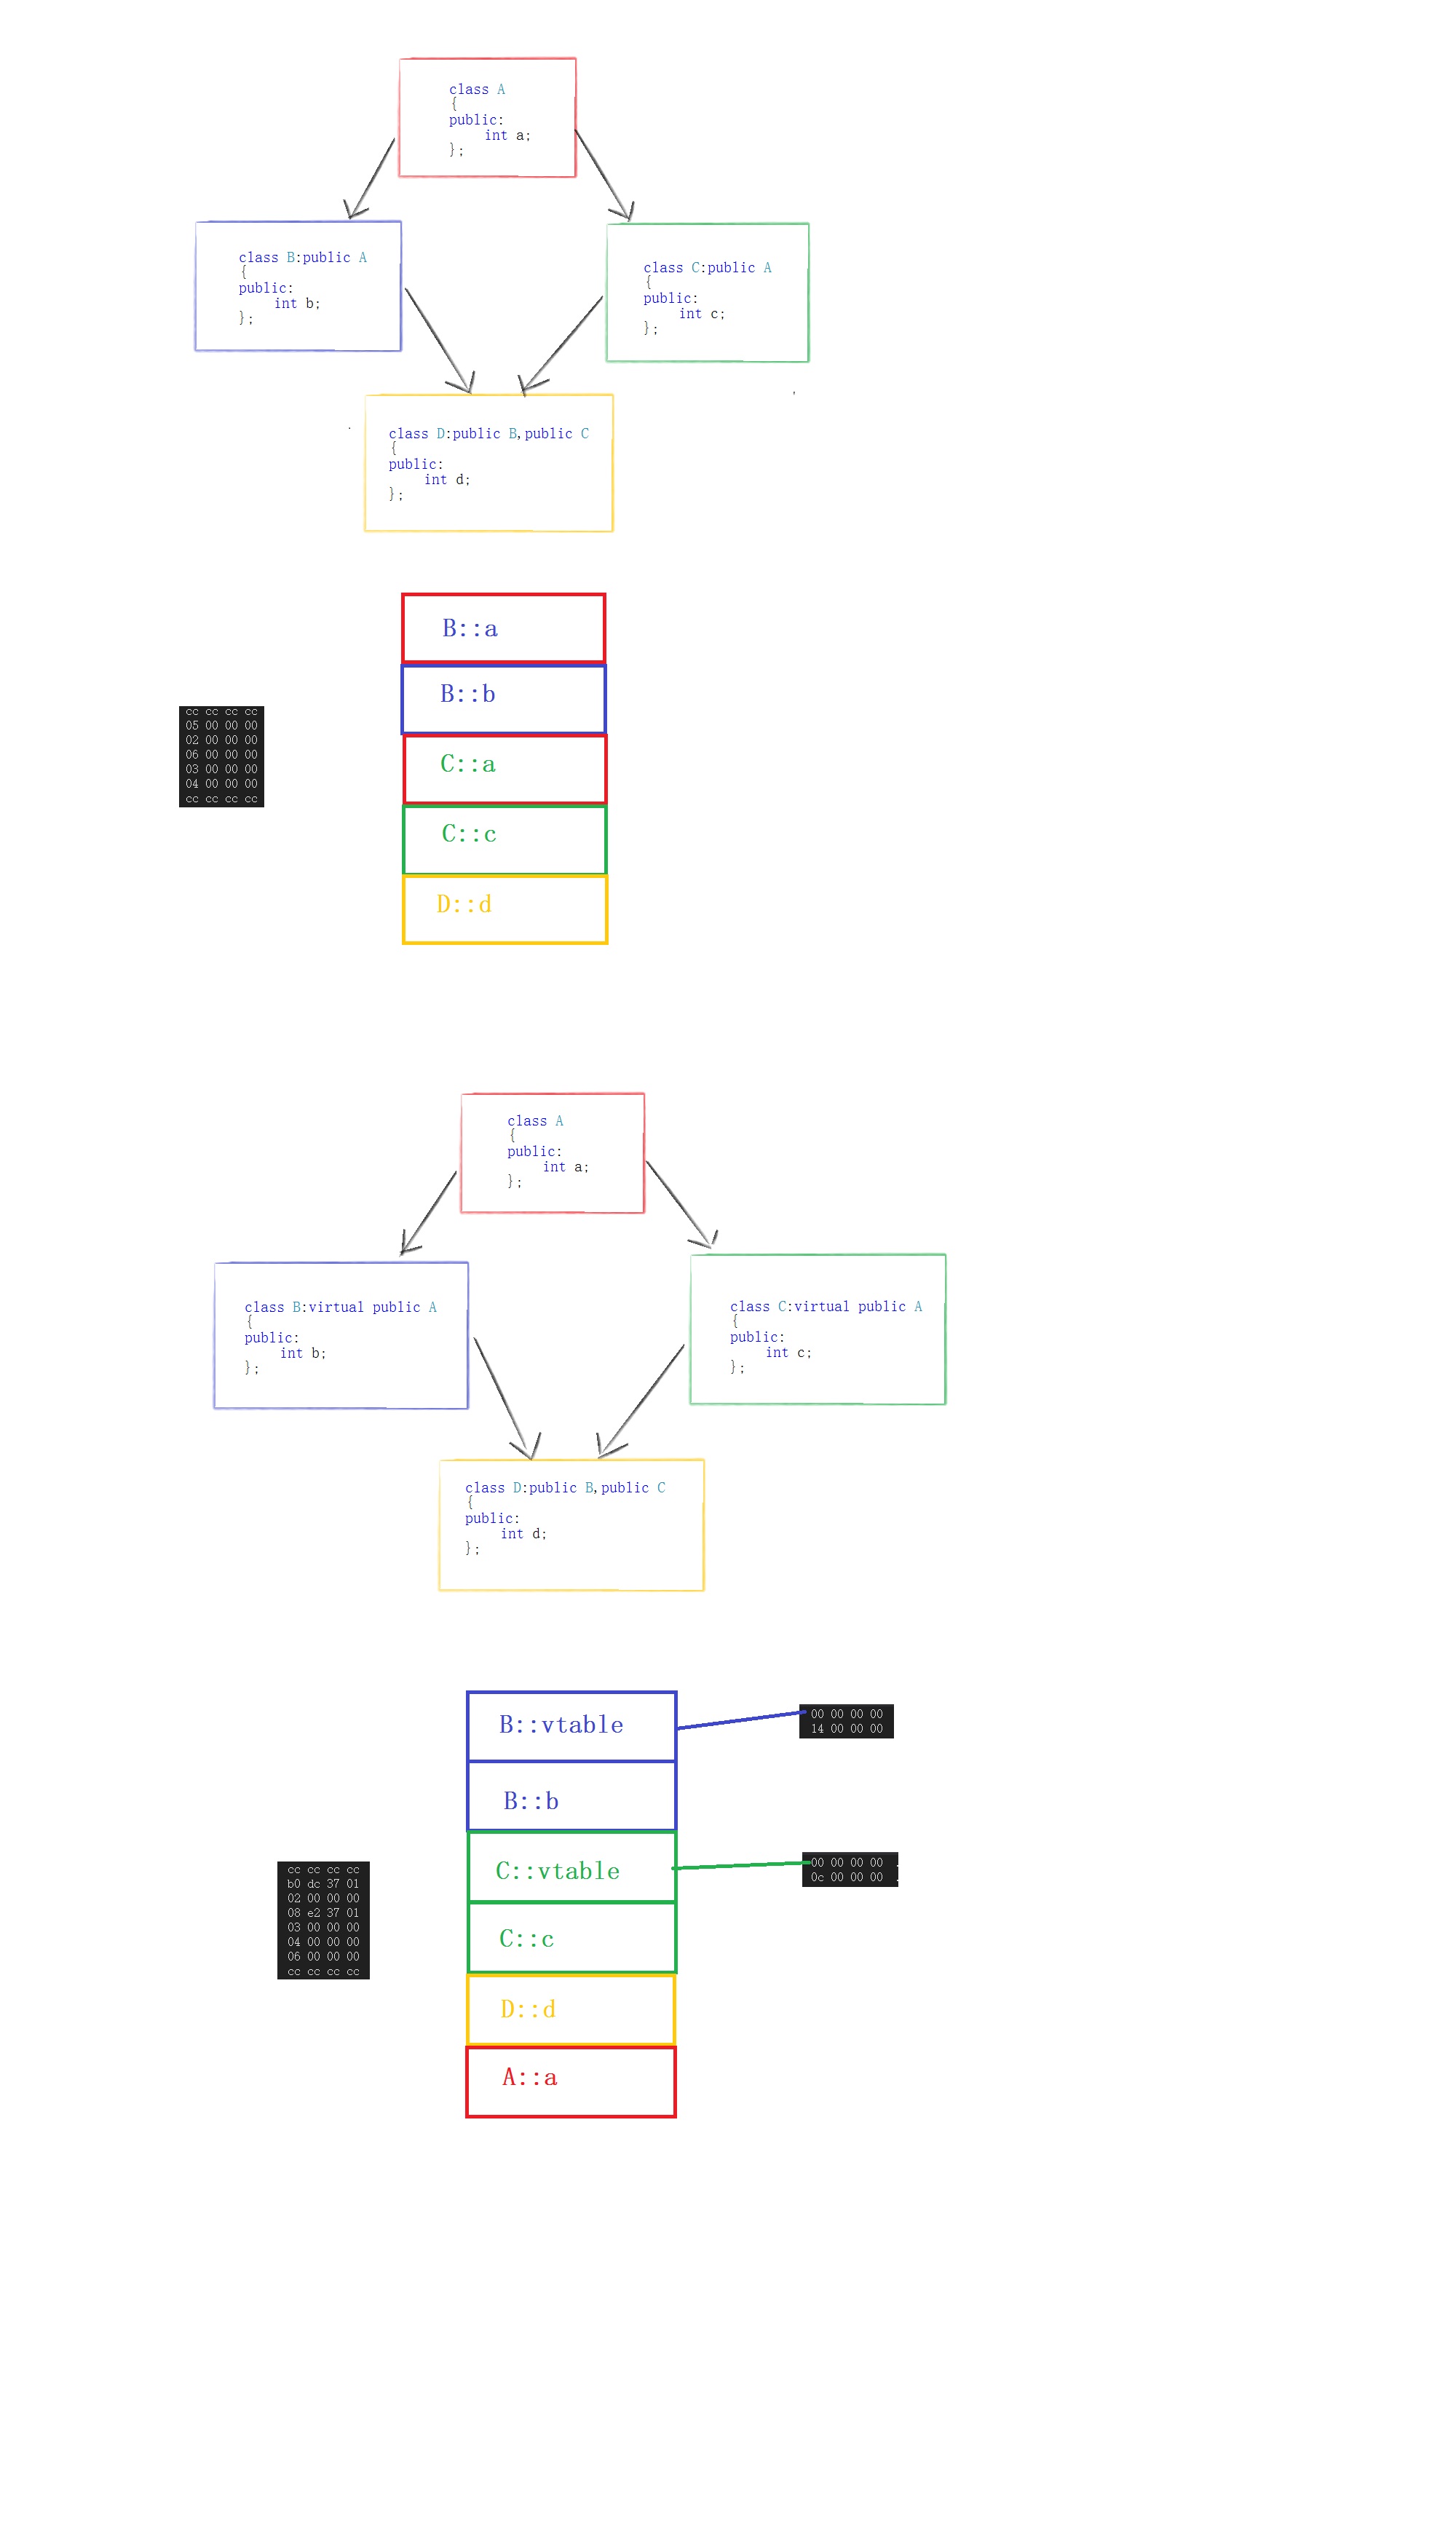 class A
{
public:
int a;
};
class B:public A
{
public:
int b;
};
class C:public A
{
public:
int c;
};
class D:public B,public C
{
public:
int d;
};
B::a
B::b
C::a
C::c
D::d
cc cc cc cc
05 00 00 00
02 00 00 00
06 00 00 00
03 00 00 00
04 00 00 00
cc cc cc cc
class A
{
public:
int a;
};
class B:virtual public A
{
public:
int b;
};
class C:virtual public A
{
public:
int c;
};
class D:public B,public C
{
public:
int d;
};
B::vtable
00 00 00 00
14 00 00 00
B::b
C::vtable
00 00 00 00
0c 00 00 00
C::c
D::d
A::a
cc cc cc cc
b0 dc 37 01
02 00 00 00
08 e2 37 01
03 00 00 00
04 00 00 00
06 00 00 00
cc cc cc cc